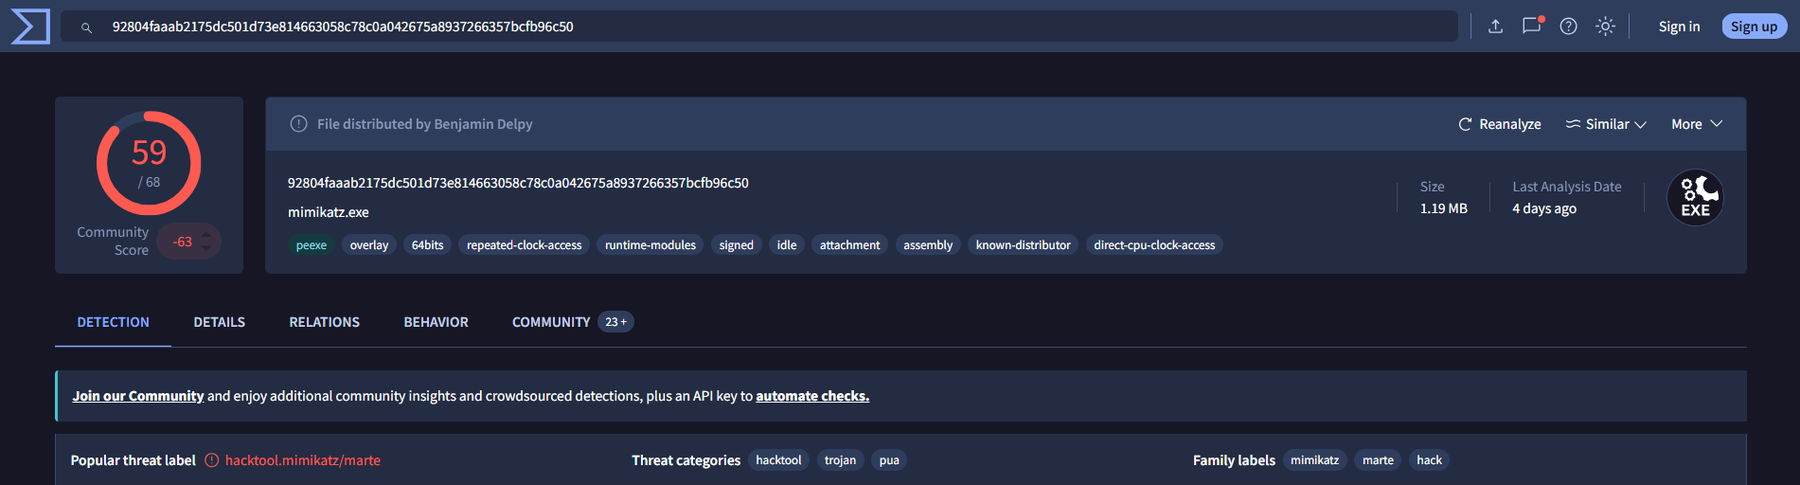 92804faaab2175dc501d73e814663058c78c0a042675a8937266357bcfb96c50
Sign in
Sign up
59
/ 68
Community
Score
-63
File distributed by Benjamin Delpy
Reanalyze
Similar
More
92804faaab2175dc501d73e814663058c78c0a042675a8937266357bcfb96c50
mimikatz.exe
peexe overlay 64bits repeated-clock-access runtime-modules signed idle attachment assembly known-distributor direct-cpu-clock-access
Size
1.19 MB
Last Analysis Date
4 days ago
EXE
DETECTION DETAILS RELATIONS BEHAVIOR COMMUNITY 23 +
Join our Community and enjoy additional community insights and crowdsourced detections, plus an API key to automate checks.
Popular threat label hacktool.mimikatz/marte
Threat categories hacktool trojan pua
Family labels mimikatz marte hack